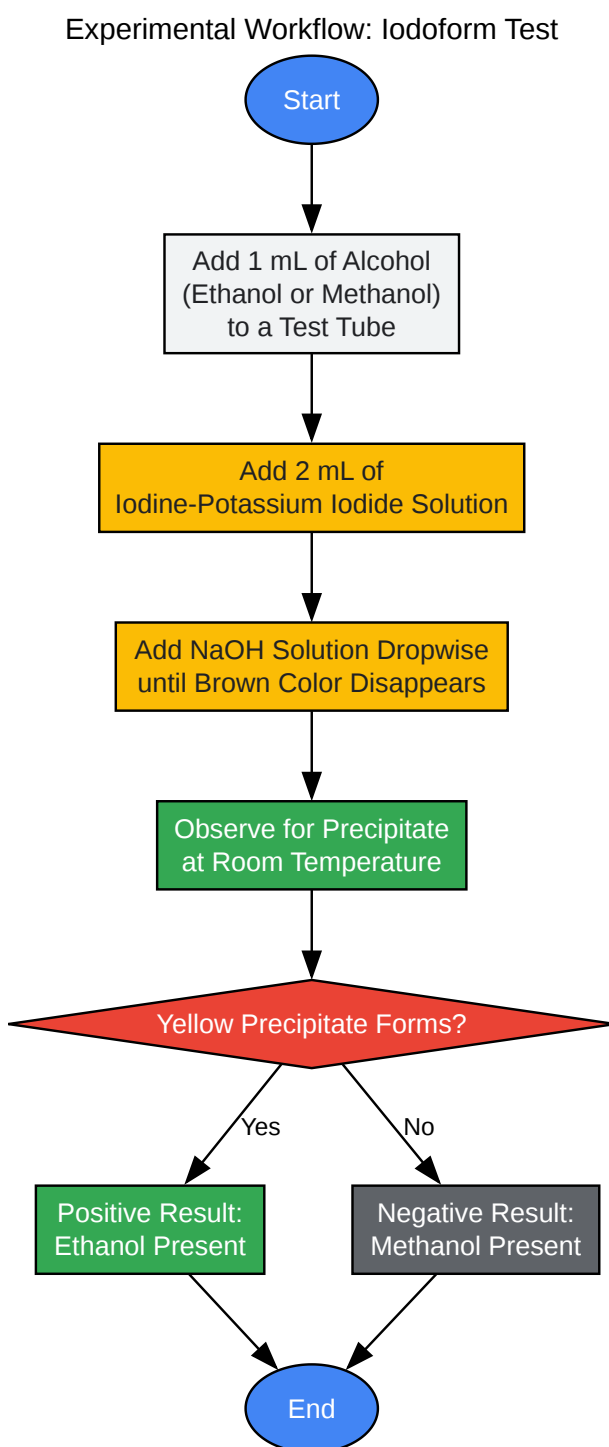 Experimental Workflow: Iodoform Test
Start
Add 1 mL of Alcohol
(Ethanol or Methanol)
to a Test Tube
Add 2 mL of
Iodine-Potassium Iodide Solution
Add NaOH Solution Dropwise
until Brown Color Disappears
Observe for Precipitate
at Room Temperature
Yellow Precipitate Forms?
Yes
No
Positive Result:
Ethanol Present
Negative Result:
Methanol Present
End